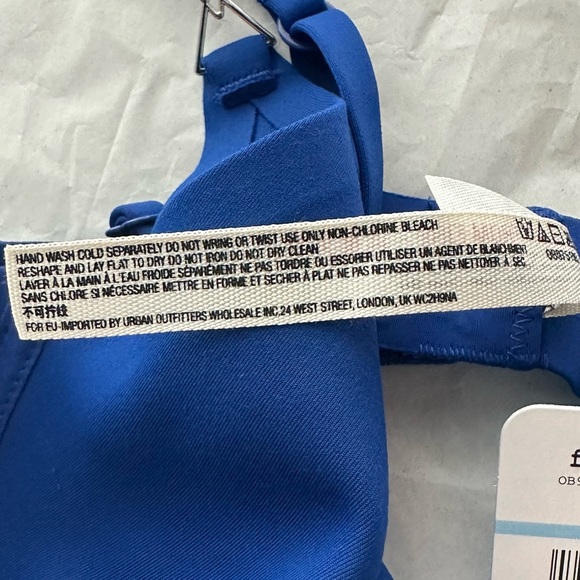 HAND WASH COLD SEPARATELY DO NOT WRING OR TWIST USE ONLY NON-CHLORINE BLEACH
RESHAPE AND LAY FLAT TO DRY DO NOT IRON DO NOT DRY CLEAN
LAVER À LA MAIN À L'EAU FROIDE SÉPARÉMENT NE PAS TORDRE OU ESSORER UTILISER UN AGENT DE BLANCHIMENT
SANS CHLORE SI NÉCESSAIRE METTRE EN FORME ET SECHER À PLAT NE PAS REPASSER NE PAS NETTOYER À SEC
不可拧绞
FOR EU-IMPORTED BY URBAN OUTFITTERS WHOLESALE INC.24 WEST STREET, LONDON, UK WC2H9NA
f
OBS